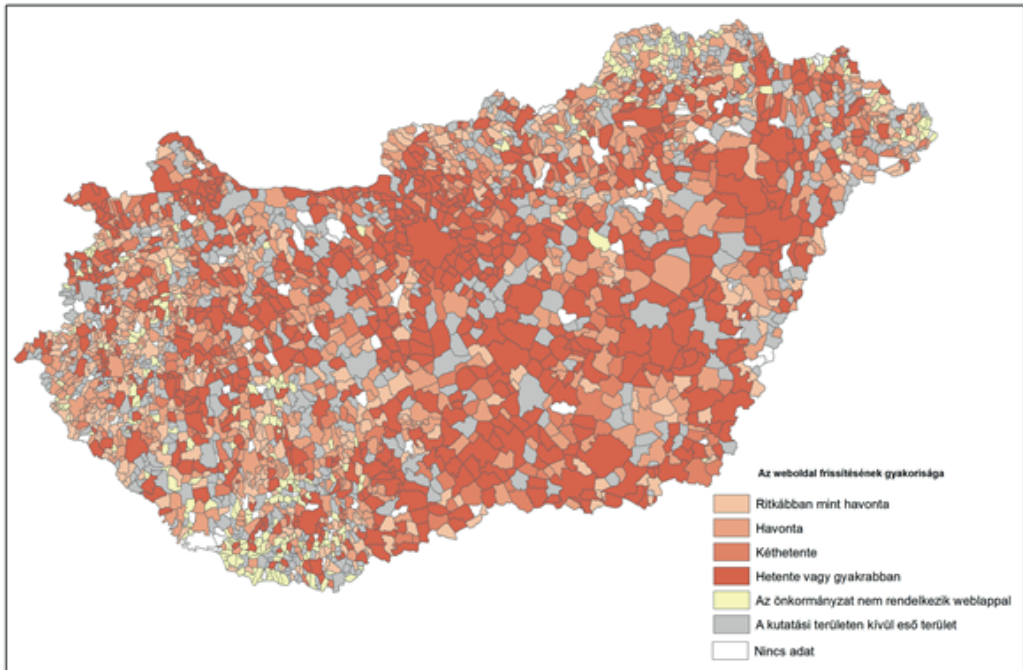 Az weboldal frissítésének gyakorisága
Ritkábban mint havonta
Havonta
Kéthetente
Hetente vagy gyakrabban
Az önkormányzat nem rendelkezik weblappal
A kutatási területen kívül eső terület
Nincs adat